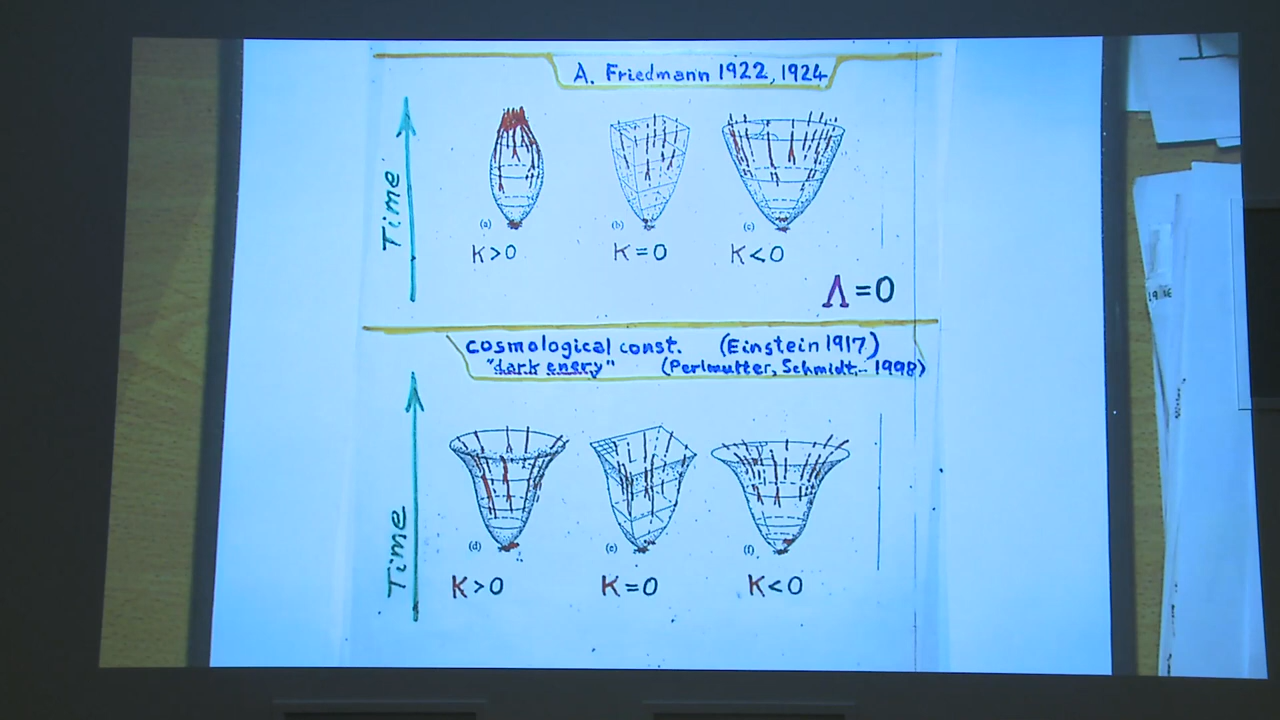 A. Friedmann 1922, 1924
Time
(a) (b) (c)
K>0 K=0 K<0
Λ=0
cosmological const. (Einstein 1917)
"dark enery" (Perlmutter, Schmidt,.. 1998)
Time
(d) (e) (f)
K>0 K=0 K<0